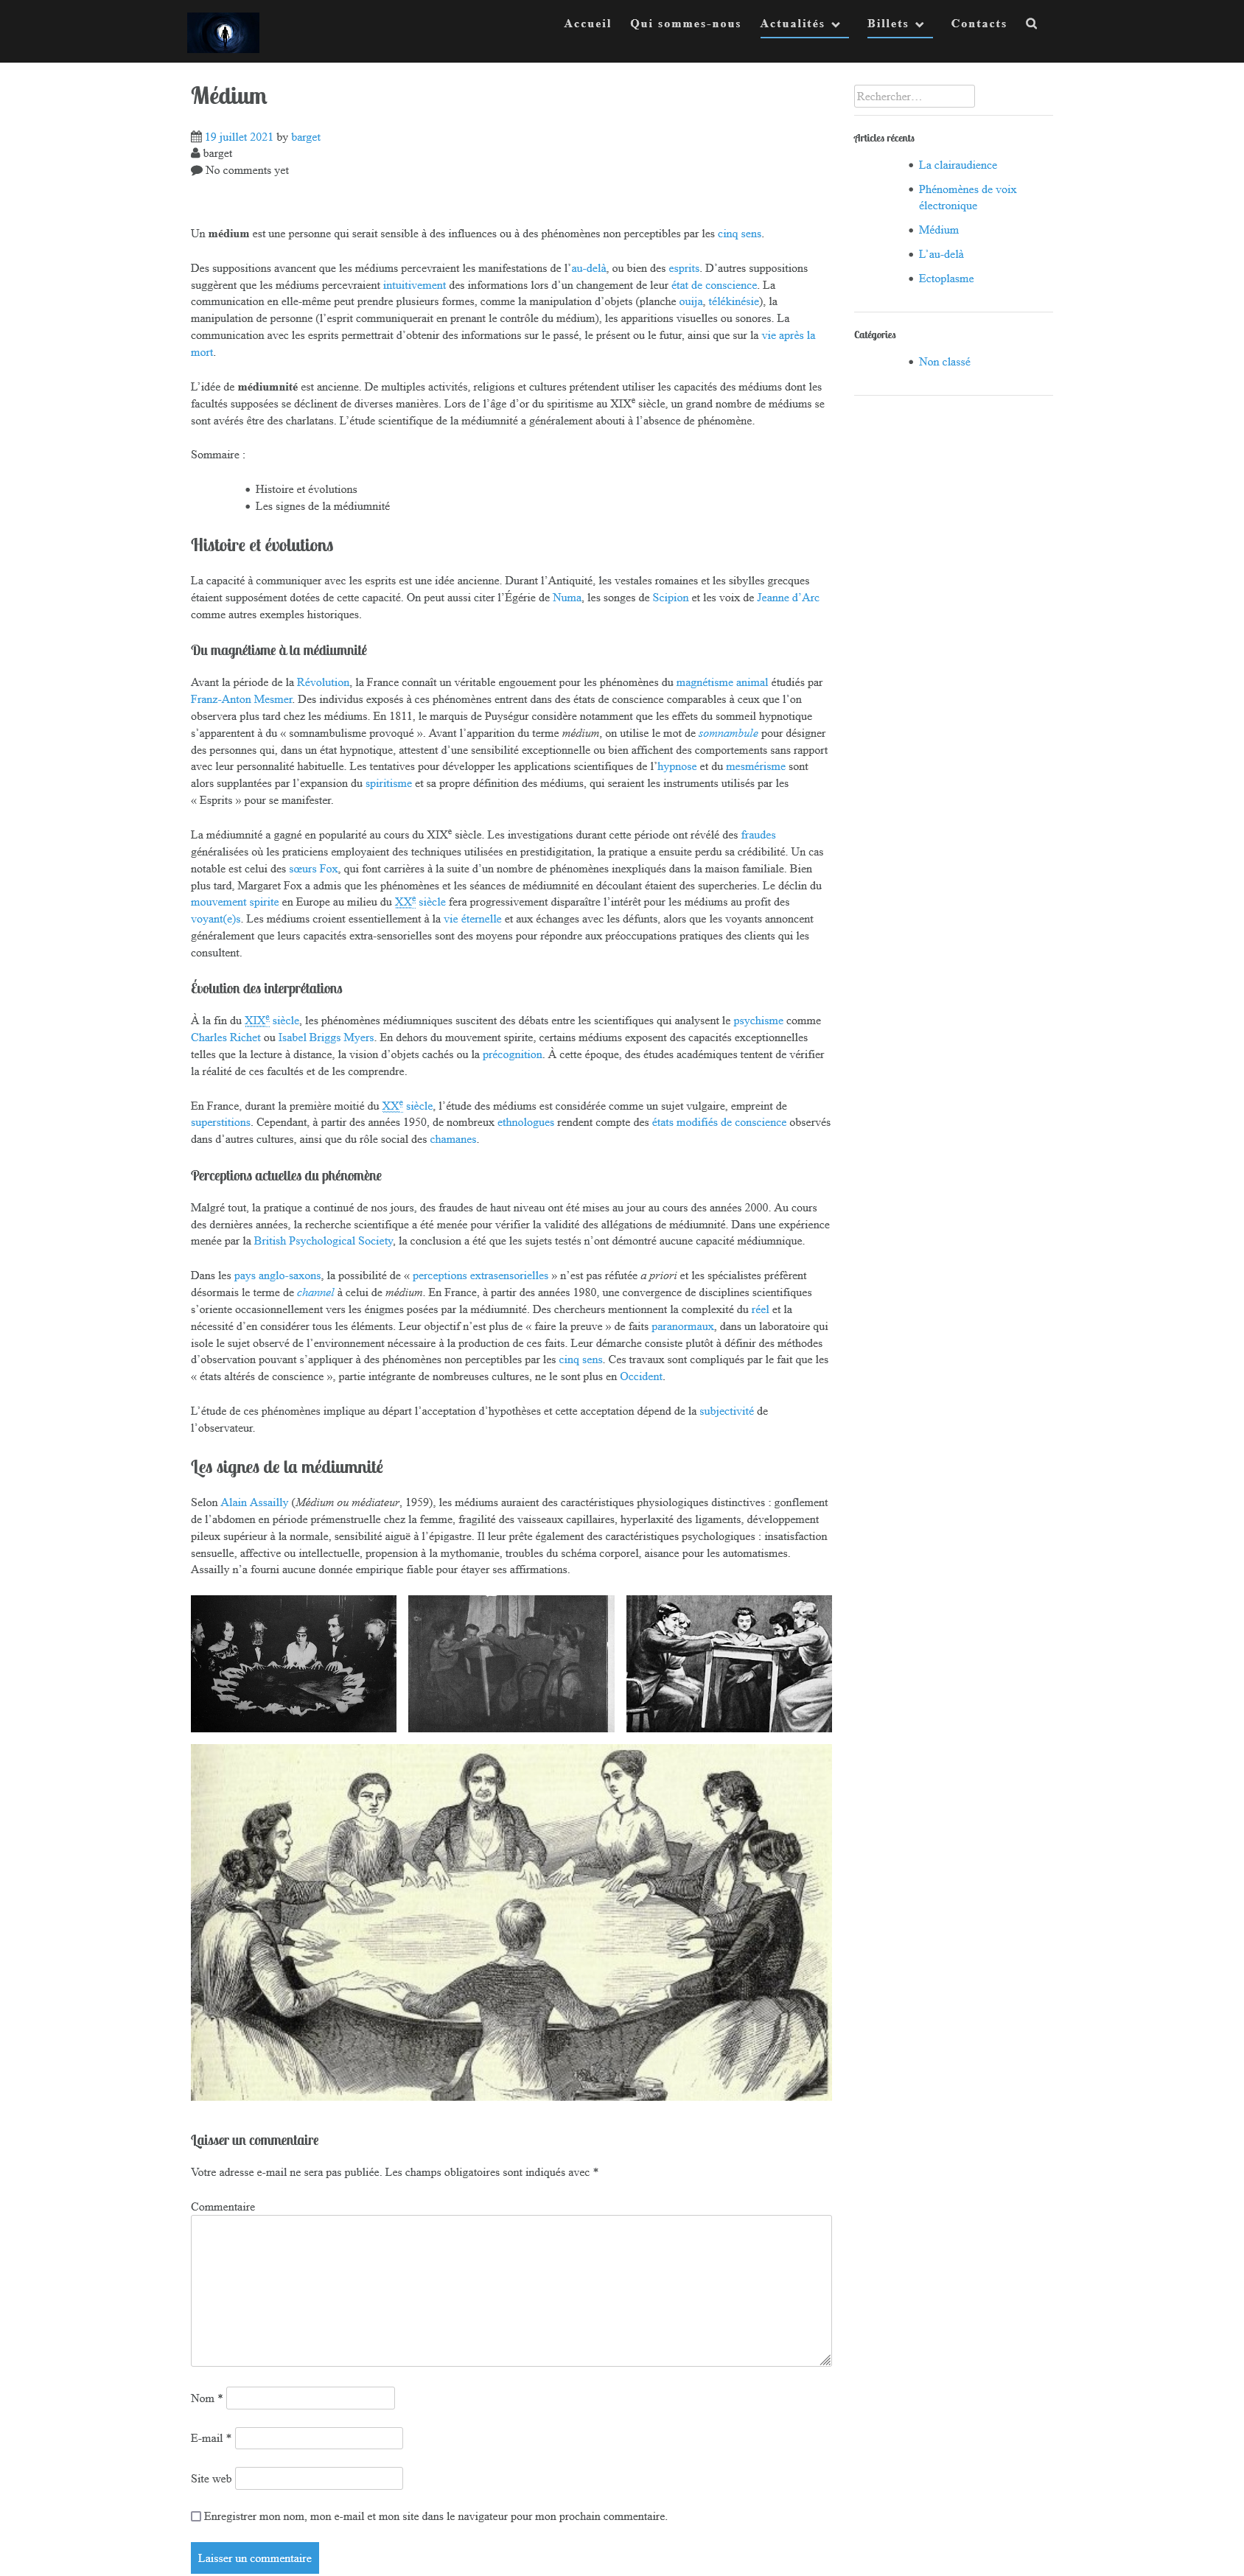 Accueil Qui sommes-nous Actualités Billets Contacts
Médium
19 juillet 2021 by barget
barget
No comments yet
Un médium est une personne qui serait sensible à des influences ou à des phénomènes non perceptibles par les cinq sens.
Des suppositions avancent que les médiums percevraient les manifestations de l’au-delà, ou bien des esprits. D’autres suppositions
suggèrent que les médiums percevraient intuitivement des informations lors d’un changement de leur état de conscience. La
communication en elle-même peut prendre plusieurs formes, comme la manipulation d’objets (planche ouija, télékinésie), la
manipulation de personne (l’esprit communiquerait en prenant le contrôle du médium), les apparitions visuelles ou sonores. La
communication avec les esprits permettrait d’obtenir des informations sur le passé, le présent ou le futur, ainsi que sur la vie après la
mort.
L’idée de médiumnité est ancienne. De multiples activités, religions et cultures prétendent utiliser les capacités des médiums dont les
facultés supposées se déclinent de diverses manières. Lors de l’âge d’or du spiritisme au XIXe siècle, un grand nombre de médiums se
sont avérés être des charlatans. L’étude scientifique de la médiumnité a généralement abouti à l’absence de phénomène.
Sommaire :
• Histoire et évolutions
• Les signes de la médiumnité
Histoire et évolutions
La capacité à communiquer avec les esprits est une idée ancienne. Durant l’Antiquité, les vestales romaines et les sibylles grecques
étaient supposément dotées de cette capacité. On peut aussi citer l’Égérie de Numa, les songes de Scipion et les voix de Jeanne d’Arc
comme autres exemples historiques.
Du magnétisme à la médiumnité
Avant la période de la Révolution, la France connaît un véritable engouement pour les phénomènes du magnétisme animal étudiés par
Franz-Anton Mesmer. Des individus exposés à ces phénomènes entrent dans des états de conscience comparables à ceux que l’on
observera plus tard chez les médiums. En 1811, le marquis de Puységur considère notamment que les effets du sommeil hypnotique
s’apparentent à du « somnambulisme provoqué ». Avant l’apparition du terme médium, on utilise le mot de somnambule pour désigner
des personnes qui, dans un état hypnotique, attestent d’une sensibilité exceptionnelle ou bien affichent des comportements sans rapport
avec leur personnalité habituelle. Les tentatives pour développer les applications scientifiques de l’hypnose et du mesmérisme sont
alors supplantées par l’expansion du spiritisme et sa propre définition des médiums, qui seraient les instruments utilisés par les
« Esprits » pour se manifester.
La médiumnité a gagné en popularité au cours du XIXe siècle. Les investigations durant cette période ont révélé des fraudes
généralisées où les praticiens employaient des techniques utilisées en prestidigitation, la pratique a ensuite perdu sa crédibilité. Un cas
notable est celui des sœurs Fox, qui font carrières à la suite d’un nombre de phénomènes inexpliqués dans la maison familiale. Bien
plus tard, Margaret Fox a admis que les phénomènes et les séances de médiumnité en découlant étaient des supercheries. Le déclin du
mouvement spirite en Europe au milieu du XXe siècle fera progressivement disparaître l’intérêt pour les médiums au profit des
voyant(e)s. Les médiums croient essentiellement à la vie éternelle et aux échanges avec les défunts, alors que les voyants annoncent
généralement que leurs capacités extra-sensorielles sont des moyens pour répondre aux préoccupations pratiques des clients qui les
consultent.
Évolution des interprétations
À la fin du XIXe siècle, les phénomènes médiumniques suscitent des débats entre les scientifiques qui analysent le psychisme comme
Charles Richet ou Isabel Briggs Myers. En dehors du mouvement spirite, certains médiums exposent des capacités exceptionnelles
telles que la lecture à distance, la vision d’objets cachés ou la précognition. À cette époque, des études académiques tentent de vérifier
la réalité de ces facultés et de les comprendre.
En France, durant la première moitié du XXe siècle, l’étude des médiums est considérée comme un sujet vulgaire, empreint de
superstitions. Cependant, à partir des années 1950, de nombreux ethnologues rendent compte des états modifiés de conscience observés
dans d’autres cultures, ainsi que du rôle social des chamanes.
Perceptions actuelles du phénomène
Malgré tout, la pratique a continué de nos jours, des fraudes de haut niveau ont été mises au jour au cours des années 2000. Au cours
des dernières années, la recherche scientifique a été menée pour vérifier la validité des allégations de médiumnité. Dans une expérience
menée par la British Psychological Society, la conclusion a été que les sujets testés n’ont démontré aucune capacité médiumnique.
Dans les pays anglo-saxons, la possibilité de « perceptions extrasensorielles » n’est pas réfutée a priori et les spécialistes préfèrent
désormais le terme de channel à celui de médium. En France, à partir des années 1980, une convergence de disciplines scientifiques
s’oriente occasionnellement vers les énigmes posées par la médiumnité. Des chercheurs mentionnent la complexité du réel et la
nécessité d’en considérer tous les éléments. Leur objectif n’est plus de « faire la preuve » de faits paranormaux, dans un laboratoire qui
isole le sujet observé de l’environnement nécessaire à la production de ces faits. Leur démarche consiste plutôt à définir des méthodes
d’observation pouvant s’appliquer à des phénomènes non perceptibles par les cinq sens. Ces travaux sont compliqués par le fait que les
« états altérés de conscience », partie intégrante de nombreuses cultures, ne le sont plus en Occident.
L’étude de ces phénomènes implique au départ l’acceptation d’hypothèses et cette acceptation dépend de la subjectivité de
l’observateur.
Les signes de la médiumnité
Selon Alain Assailly (Médium ou médiateur, 1959), les médiums auraient des caractéristiques physiologiques distinctives : gonflement
de l’abdomen en période prémenstruelle chez la femme, fragilité des vaisseaux capillaires, hyperlaxité des ligaments, développement
pileux supérieur à la normale, sensibilité aiguë à l’épigastre. Il leur prête également des caractéristiques psychologiques : insatisfaction
sensuelle, affective ou intellectuelle, propension à la mythomanie, troubles du schéma corporel, aisance pour les automatismes.
Assailly n’a fourni aucune donnée empirique fiable pour étayer ses affirmations.
Laisser un commentaire
Votre adresse e-mail ne sera pas publiée. Les champs obligatoires sont indiqués avec *
Commentaire
Nom *
E-mail *
Site web
Enregistrer mon nom, mon e-mail et mon site dans le navigateur pour mon prochain commentaire.
Laisser un commentaire
Rechercher…
Articles récents
• La clairaudience
• Phénomènes de voix
électronique
• Médium
• L’au-delà
• Ectoplasme
Catégories
• Non classé